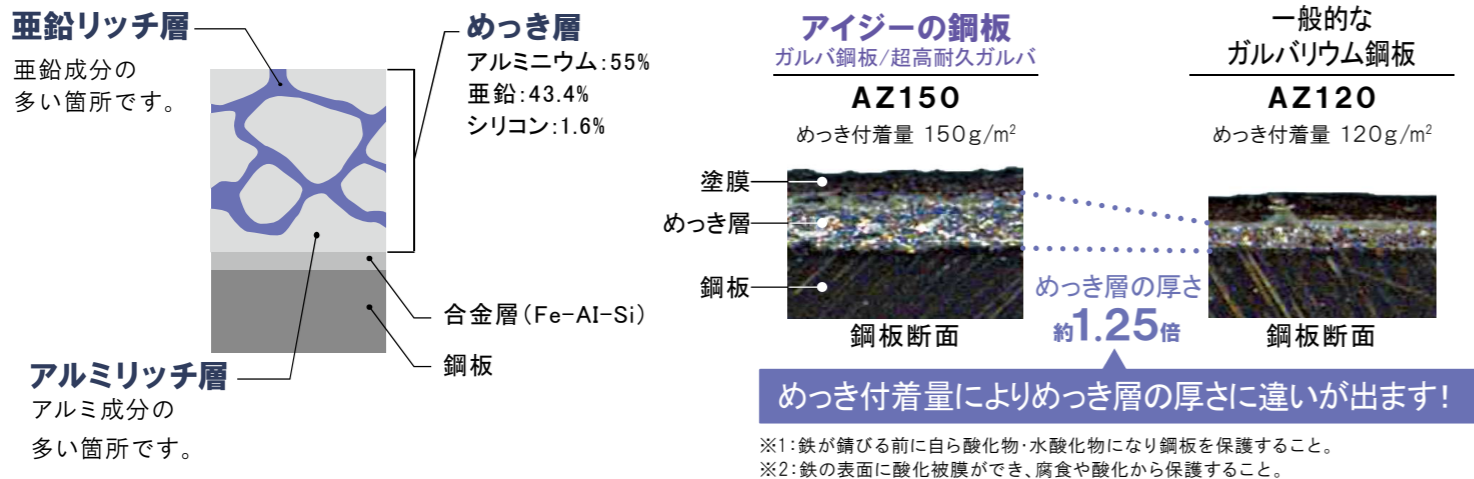 亜鉛リッチ層
亜鉛成分の
多い箇所です。
めっき層
アルミニウム:55%
亜鉛:43.4%
シリコン:1.6%
合金層(Fe-AI-Si)
鋼板
アルミリッチ層
アルミ成分の
多い箇所です。
アイジーの鋼板
ガルバ鋼板/超高耐久ガルバ
AZ150
めっき付着量 150g/m²
一般的な
ガルバリウム鋼板
AZ120
めっき付着量 120g/m²
塗膜
めっき層
鋼板
鋼板断面
めっき層の厚さ
約1.25倍
鋼板断面
めっき付着量によりめっき層の厚さに違いが出ます!
※1:鉄が錆びる前に自ら酸化物・水酸化物になり鋼板を保護すること。
※2:鉄の表面に酸化被膜ができ、腐食や酸化から保護すること。